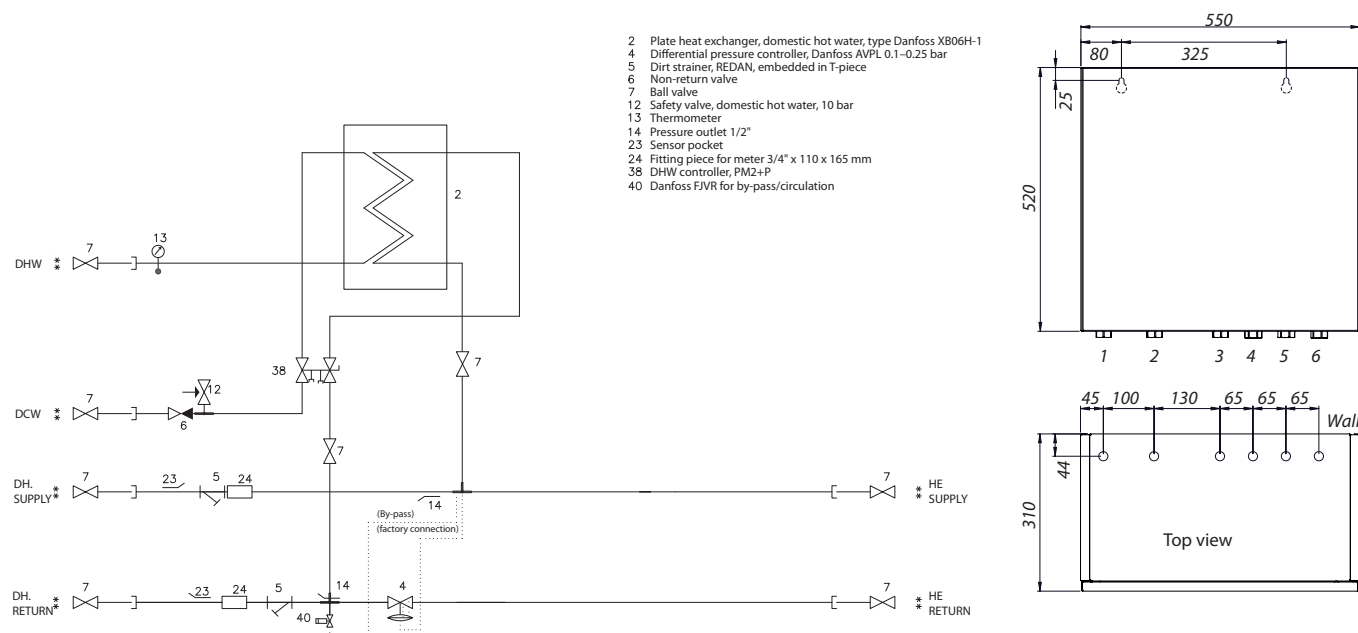 2 Plate heat exchanger, domestic hot water, type Danfoss XB06H-1
4 Differential pressure controller, Danfoss AVPL 0.1–0.25 bar
5 Dirt strainer, REDAN, embedded in T-piece
6 Non-return valve
7 Ball valve
12 Safety valve, domestic hot water, 10 bar
13 Thermometer
14 Pressure outlet 1/2"
23 Sensor pocket
24 Fitting piece for meter 3/4" x 110 x 165 mm
38 DHW controller, PM2+P
40 Danfoss FJVR for by-pass/circulation
2
DHW ** 7 13
38 7
DCW ** 7 6 12
7
DH.
SUPPLY ** 7 23 5 24 14 7 ** HE
SUPPLY
(By-pass)
(factory connection)
DH.
RETURN ** 7 23 24 5 14 4 7 ** HE
RETURN
40
550
80 325
25
520
1 2 3 4 5 6
45 100 130 65 65 65
Wall
44
310
Top view